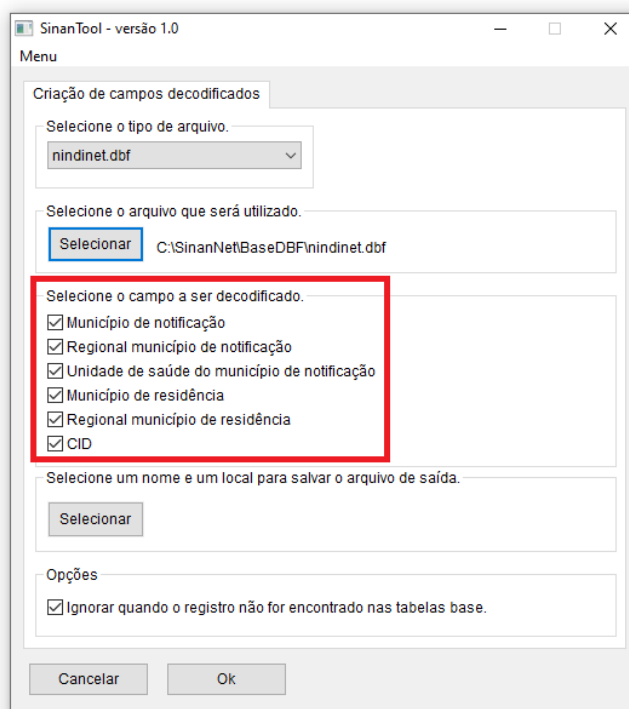 SinanTool - versão 1.0
Menu
Criação de campos decodificados
Selecione o tipo de arquivo.
nindinet.dbf
Selecione o arquivo que será utilizado.
Selecionar C:\SinanNet\BaseDBF\nindinet.dbf
Selecione o campo a ser decodificado.
Município de notificação
Regional município de notificação
Unidade de saúde do município de notificação
Município de residência
Regional município de residência
CID
Selecione um nome e um local para salvar o arquivo de saída.
Selecionar
Opções
Ignorar quando o registro não for encontrado nas tabelas base.
Cancelar Ok